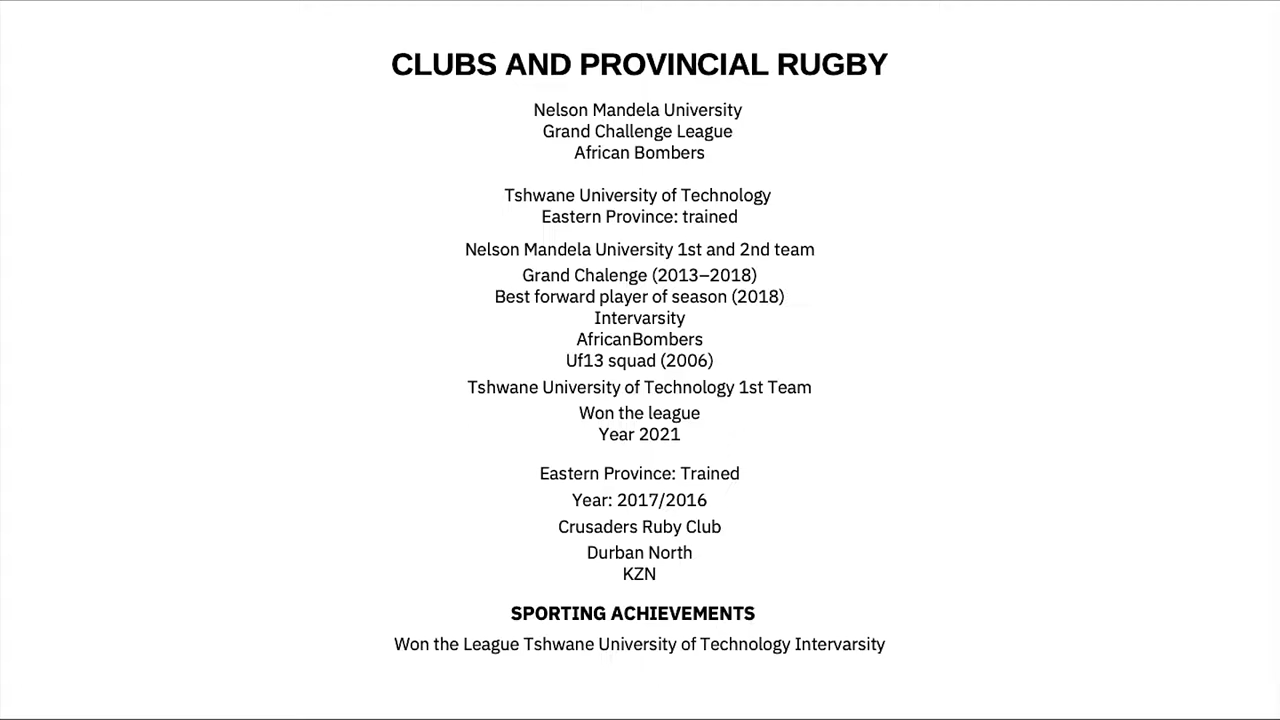 CLUBS AND PROVINCIAL RUGBY
Nelson Mandela University
Grand Challenge League
African Bombers
Tshwane University of Technology
Eastern Province: trained
Nelson Mandela University 1st and 2nd team
Grand Chalenge (2013–2018)
Best forward player of season (2018)
Intervarsity
AfricanBombers
Uf13 squad (2006)
Tshwane University of Technology 1st Team
Won the league
Year 2021
Eastern Province: Trained
Year: 2017/2016
Crusaders Ruby Club
Durban North
KZN
SPORTING ACHIEVEMENTS
Won the League Tshwane University of Technology Intervarsity